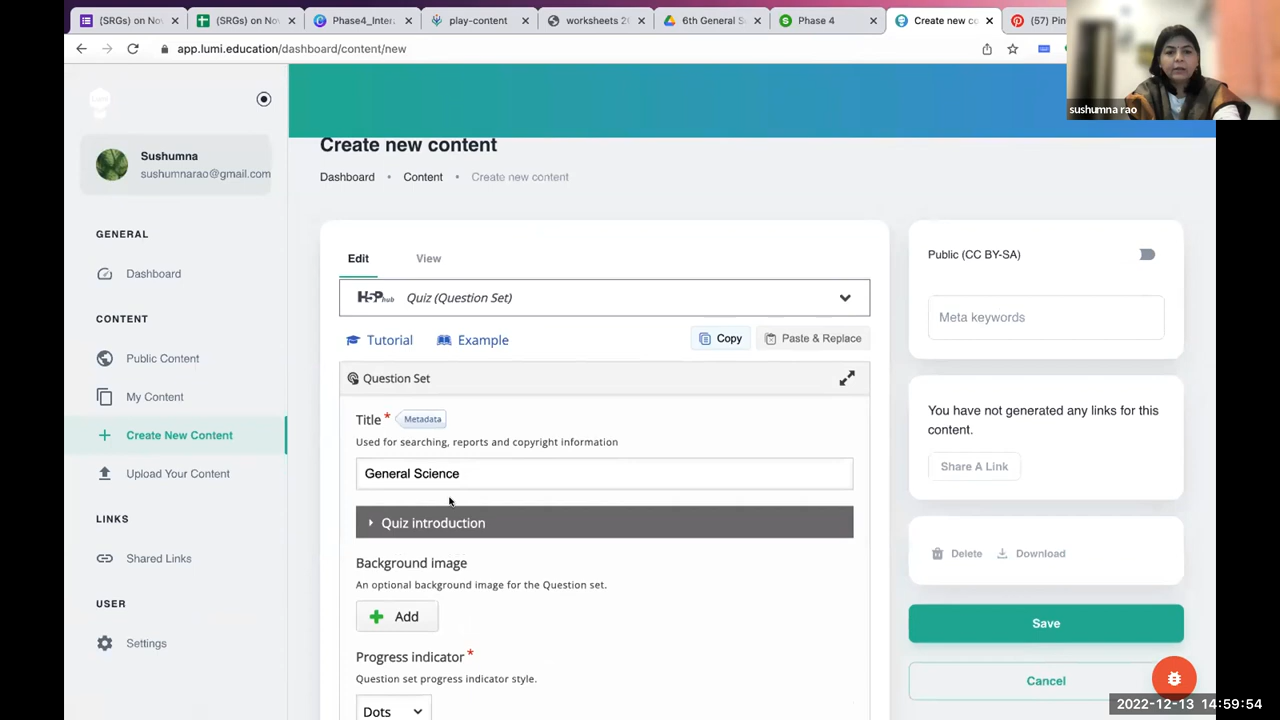 (SRGs) on Nov
(SRGs) on Nov
Phase4_Inter
play-content
worksheets 2
6th General S
Phase 4
Create new co
(57) Pin
app.lumi.education/dashboard/content/new
sushumna rao
Sushumna
sushumnarao@gmail.com
GENERAL
Dashboard
CONTENT
Public Content
My Content
Create New Content
Upload Your Content
LINKS
Shared Links
USER
Settings
Create new content
Dashboard • Content • Create new content
Edit View
H5P hub Quiz (Question Set)
Tutorial Example Copy Paste & Replace
Question Set
Title * Metadata
Used for searching, reports and copyright information
General Science
Quiz introduction
Background image
An optional background image for the Question set.
Add
Progress indicator *
Question set progress indicator style.
Dots
Public (CC BY-SA)
Meta keywords
You have not generated any links for this
content.
Share A Link
Delete Download
Save
Cancel
2022-12-13 14:59:54